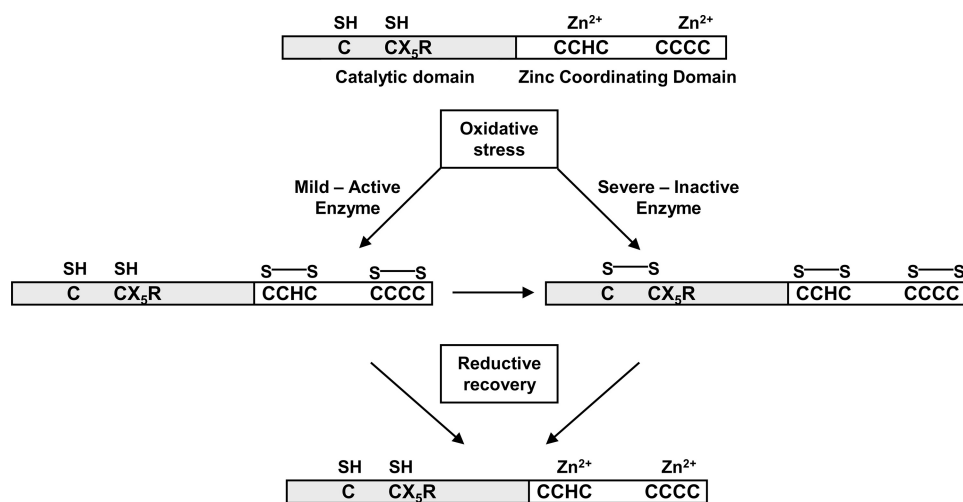 SH SH Zn²⁺ Zn²⁺
C CX₅R CCHC CCCC
Catalytic domain Zinc Coordinating Domain
Oxidative
stress
Mild – Active
Enzyme
Severe – Inactive
Enzyme
SH SH S S S S
C CX₅R CCHC CCCC
S S S S S S
C CX₅R CCHC CCCC
Reductive
recovery
SH SH Zn²⁺ Zn²⁺
C CX₅R CCHC CCCC